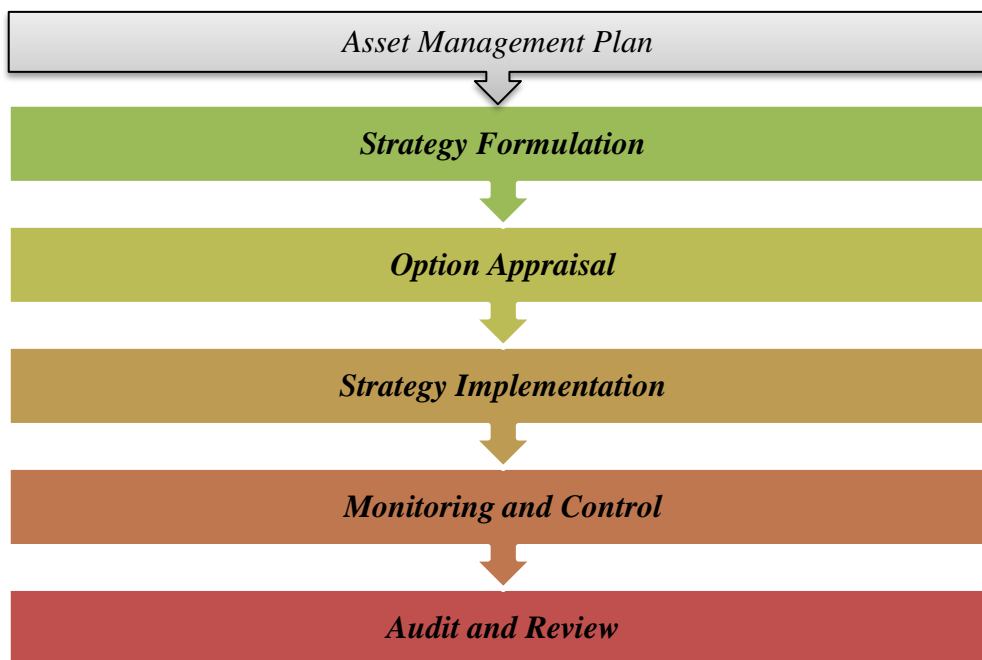 Asset Management Plan
Strategy Formulation
Option Appraisal
Strategy Implementation
Monitoring and Control
Audit and Review